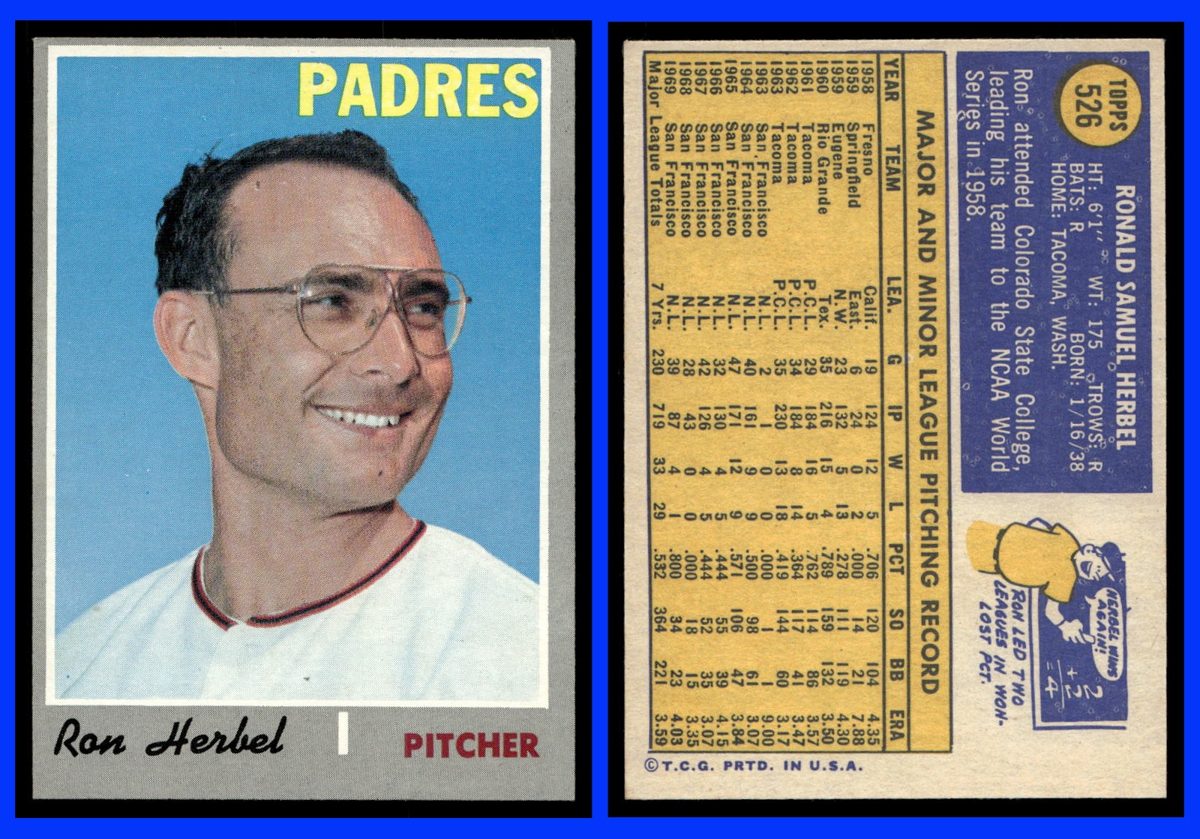 PADRES
Ron Herbel
PITCHER
TOPPS
526
RONALD SAMUEL HERBEL
HT: 6'1" WT: 175 TROWS: R
BATS: R BORN: 1/16/38
HOME: TACOMA, WASH.
Ron attended Colorado State College,
leading his team to the NCAA World
Series in 1958.
HERBEL WINS
AGAIN!
2
+ 2
= 4
RON LED TWO
LEAGUES IN WON-
LOST PCT.
MAJOR AND MINOR LEAGUE PITCHING RECORD
YEAR TEAM LEA. G IP W L PCT SO BB ERA
1958 Fresno Calif. 19 124 12 5 .706 120 104 4.35
1959 Springfield East. 6 24 0 2 .000 14 21 7.88
1959 Eugene N.W. 23 132 5 13 .278 111 119 4.30
1960 Rio Grande Tex. 35 216 15 4 .789 159 132 3.50
1961 Tacoma P.C.L. 29 184 16 5 .762 114 86 3.57
1962 Tacoma P.C.L. 34 184 8 14 .364 117 41 3.47
1963 Tacoma P.C.L. 35 230 13 18 .419 144 60 3.17
1963 San Francisco N.L. 2 1 0 0 .000 1 1 9.00
1964 San Francisco N.L. 40 161 9 9 .500 98 61 3.07
1965 San Francisco N.L. 47 171 12 9 .571 106 47 3.84
1966 San Francisco N.L. 32 130 4 5 .444 55 39 4.15
1967 San Francisco N.L. 42 126 4 5 .444 52 35 3.07
1968 San Francisco N.L. 28 43 0 0 .000 18 15 3.35
1969 San Francisco N.L. 39 87 4 1 .800 34 23 4.03
Major League Totals 7 Yrs. 230 719 33 29 .532 364 221 3.59
© T.C.G. PRTD. IN U.S.A.